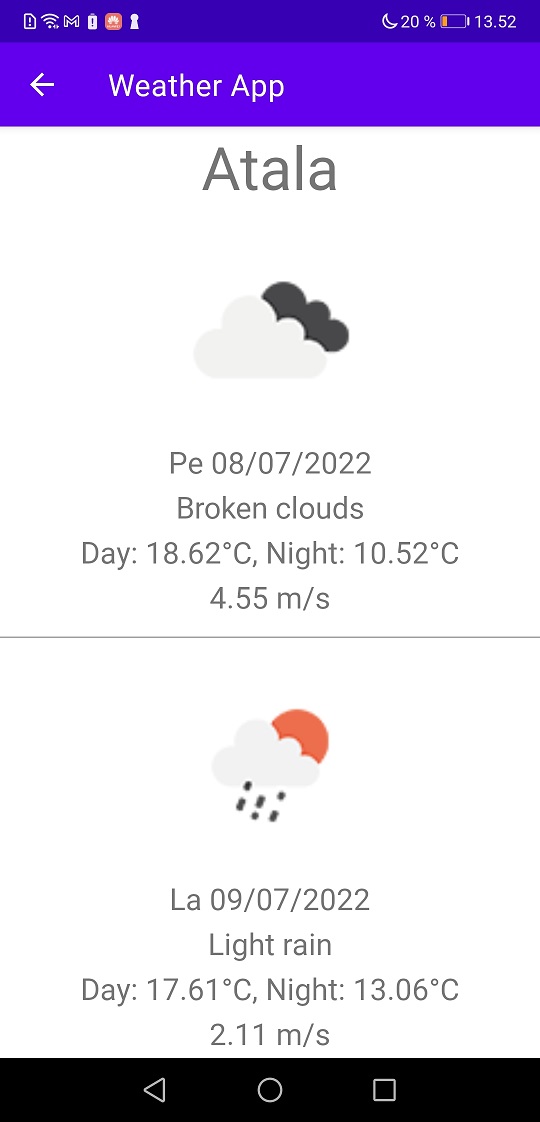 20 % 13.52
Weather App
Atala
Pe 08/07/2022
Broken clouds
Day: 18.62°C, Night: 10.52°C
4.55 m/s
La 09/07/2022
Light rain
Day: 17.61°C, Night: 13.06°C
2.11 m/s